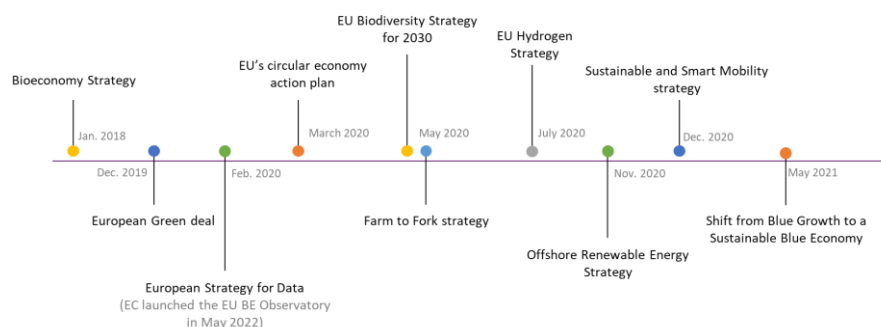 EU Biodiversity Strategy
for 2030
EU Hydrogen
Strategy
EU's circular economy
action plan
Sustainable and Smart Mobility
strategy
Bioeconomy Strategy
Jan. 2018
March 2020
May 2020
July 2020
Dec. 2020
Dec. 2019
Feb. 2020
Nov. 2020
May 2021
European Green deal
Farm to Fork strategy
Shift from Blue Growth to a
Sustainable Blue Economy
Offshore Renewable Energy
Strategy
European Strategy for Data
(EC launched the EU BE Observatory
in May 2022)